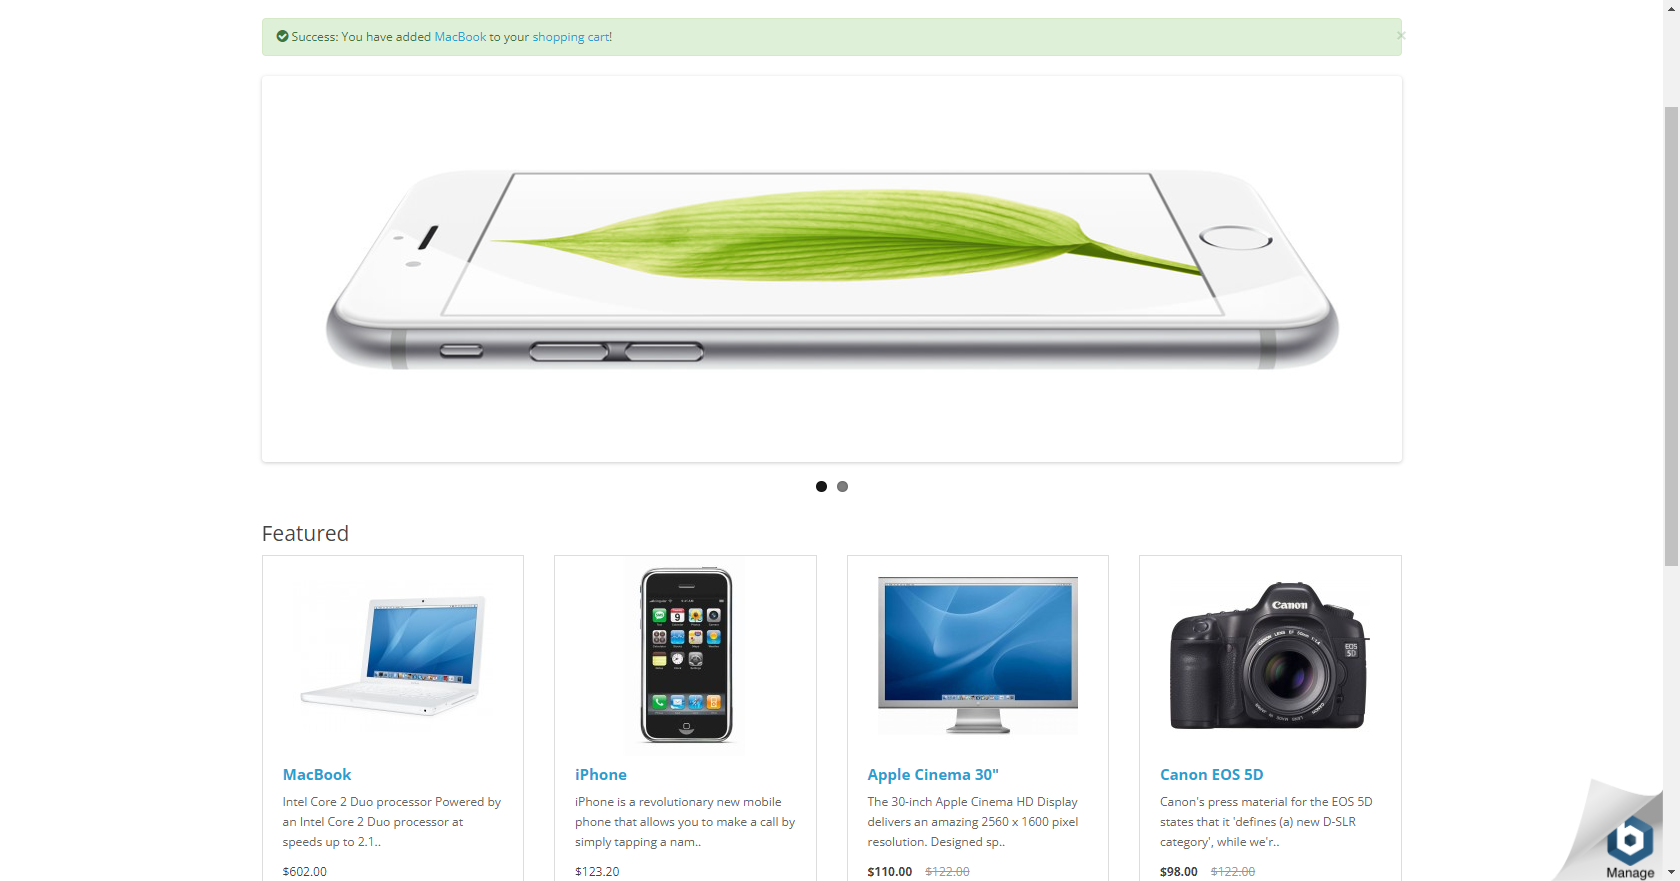 Success: You have added MacBook to your shopping cart!
×
Featured
Canon
EOS
5D
MacBook
Intel Core 2 Duo processor Powered by
an Intel Core 2 Duo processor at
speeds up to 2.1..
$602.00
iPhone
iPhone is a revolutionary new mobile
phone that allows you to make a call by
simply tapping a nam..
$123.20
Apple Cinema 30"
The 30-inch Apple Cinema HD Display
delivers an amazing 2560 x 1600 pixel
resolution. Designed sp..
$110.00 $122.00
Canon EOS 5D
Canon's press material for the EOS 5D
states that it 'defines (a) new D-SLR
category', while we'r..
$98.00 $122.00
Manage